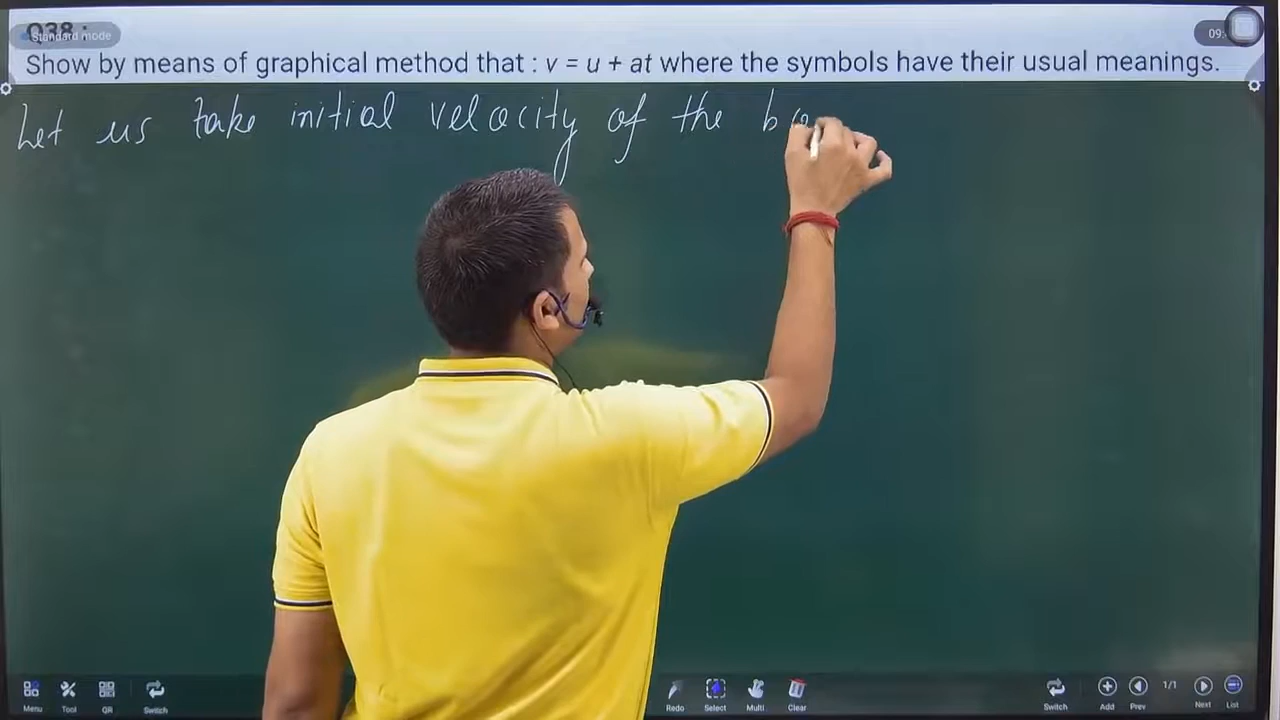 Q38 :
Standard mode
09:
Show by means of graphical method that : v = u + at where the symbols have their usual meanings.
Let us take initial velocity of the
Menu Tool QR Switch Redo Select Multi Clear Switch Add Prev 1/1 Next List